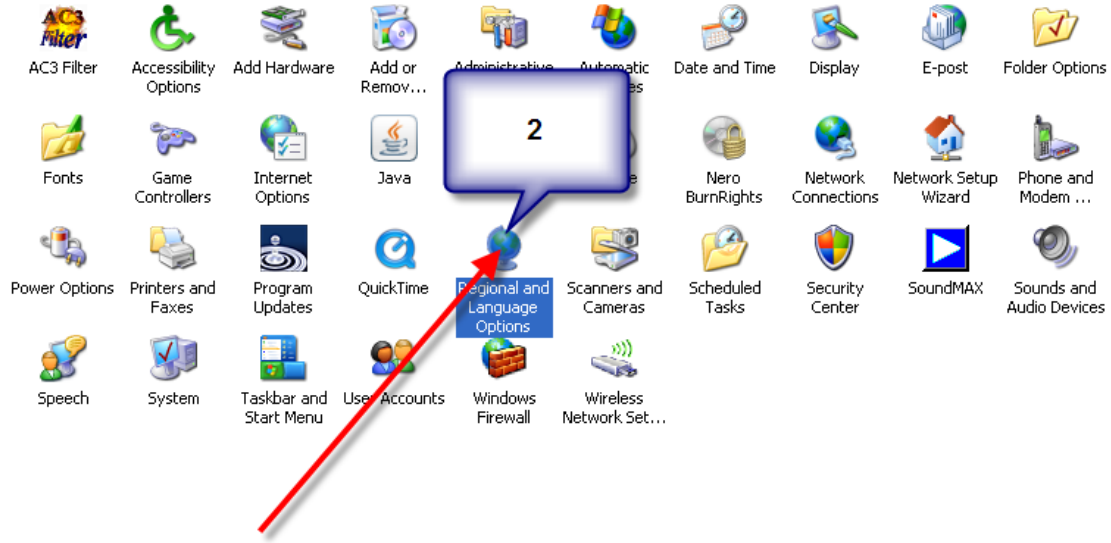 AC3
Filter
AC3 Filter
Accessibility
Options
Add Hardware
Add or
Remov...
Administrative
Automatic
Date and Time
Display
E-post
Folder Options
2
Fonts
Game
Controllers
Internet
Options
Java
Nero
BurnRights
Network
Connections
Network Setup
Wizard
Phone and
Modem ...
Power Options
Printers and
Faxes
Program
Updates
QuickTime
Regional and
Language
Options
Scanners and
Cameras
Scheduled
Tasks
Security
Center
SoundMAX
Sounds and
Audio Devices
Speech
System
Taskbar and
Start Menu
User Accounts
Windows
Firewall
Wireless
Network Set...